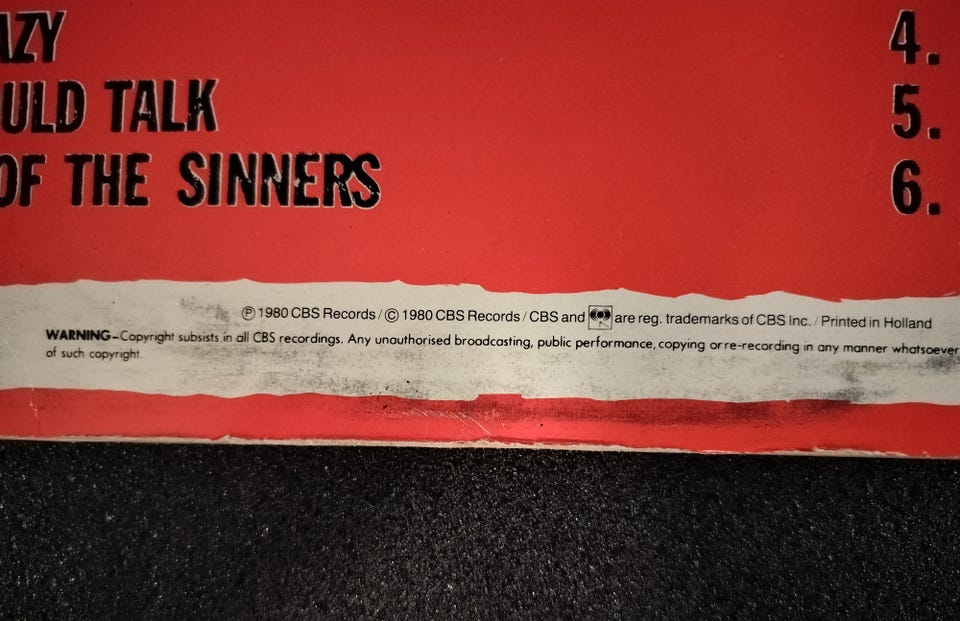 AZY
4.
OULD TALK
5.
OF THE SINNERS
6.
℗ 1980 CBS Records / © 1980 CBS Records / CBS and are reg. trademarks of CBS Inc. / Printed in Holland
WARNING–Copyright subsists in all CBS recordings. Any unauthorised broadcasting, public performance, copying or re-recording in any manner whatsoever
of such copyright.